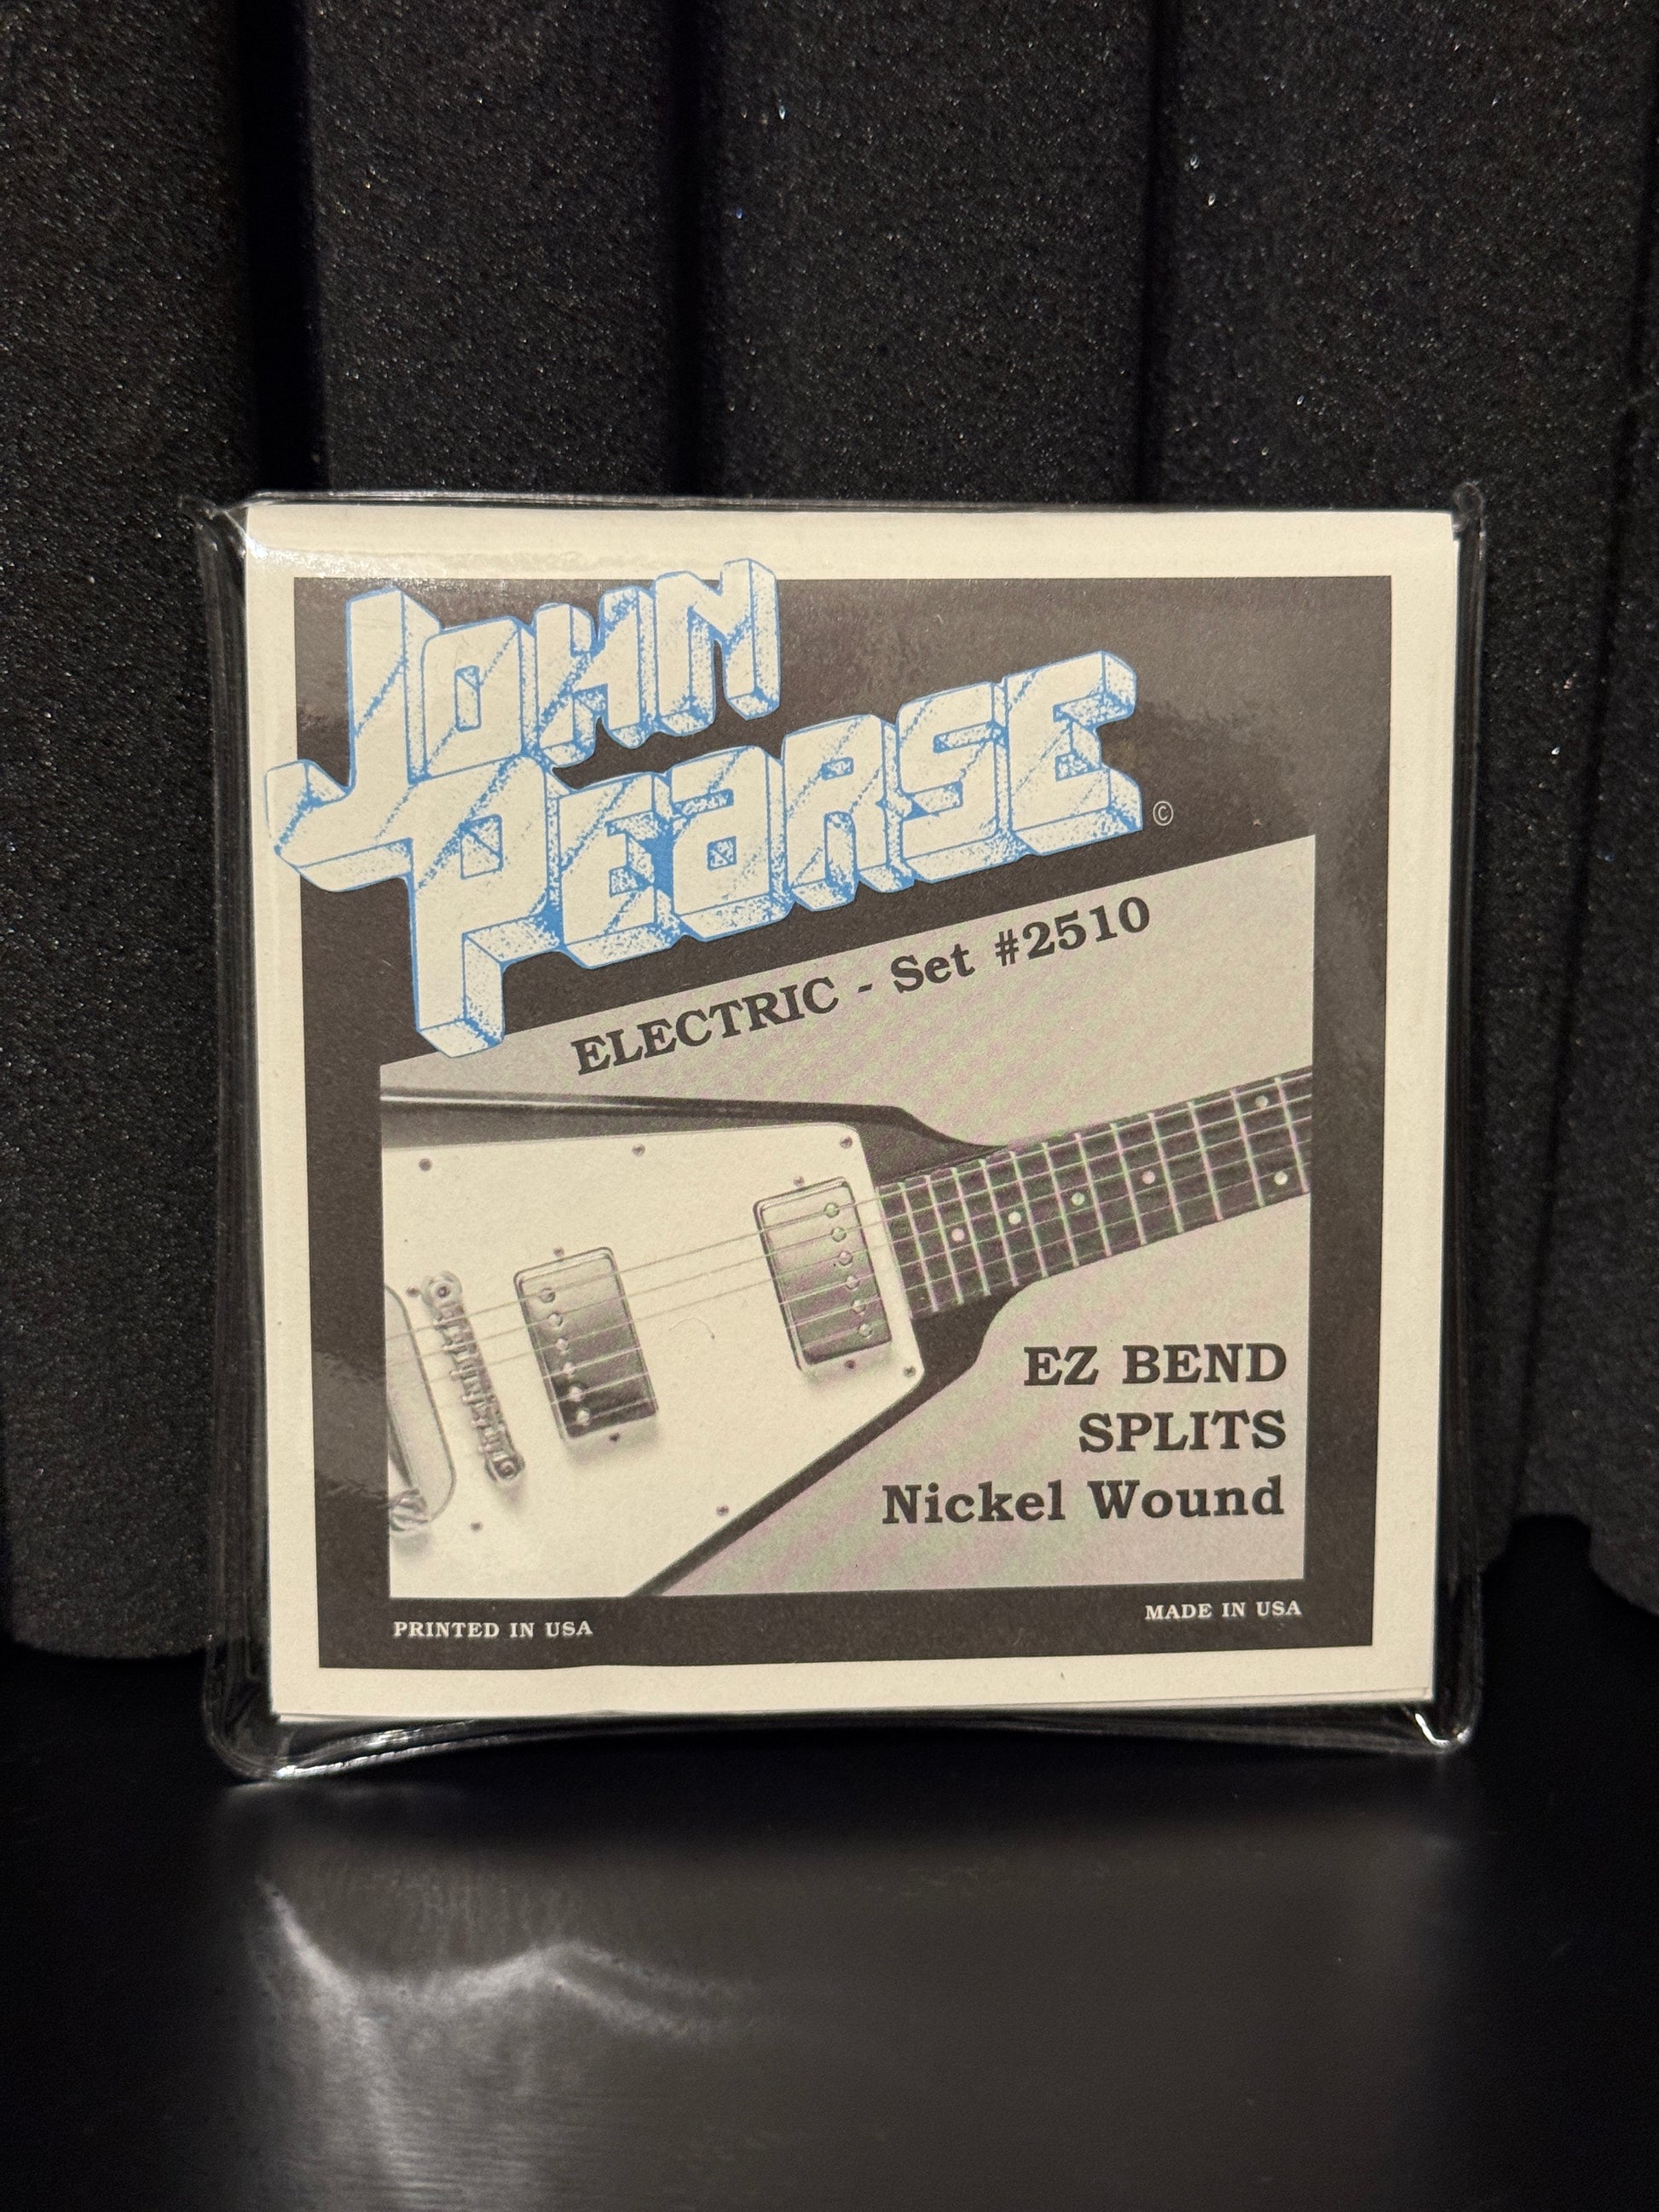 JOHN
PEARSE ©
ELECTRIC - Set #2510
EZ BEND
SPLITS
Nickel Wound
PRINTED IN USA
MADE IN USA